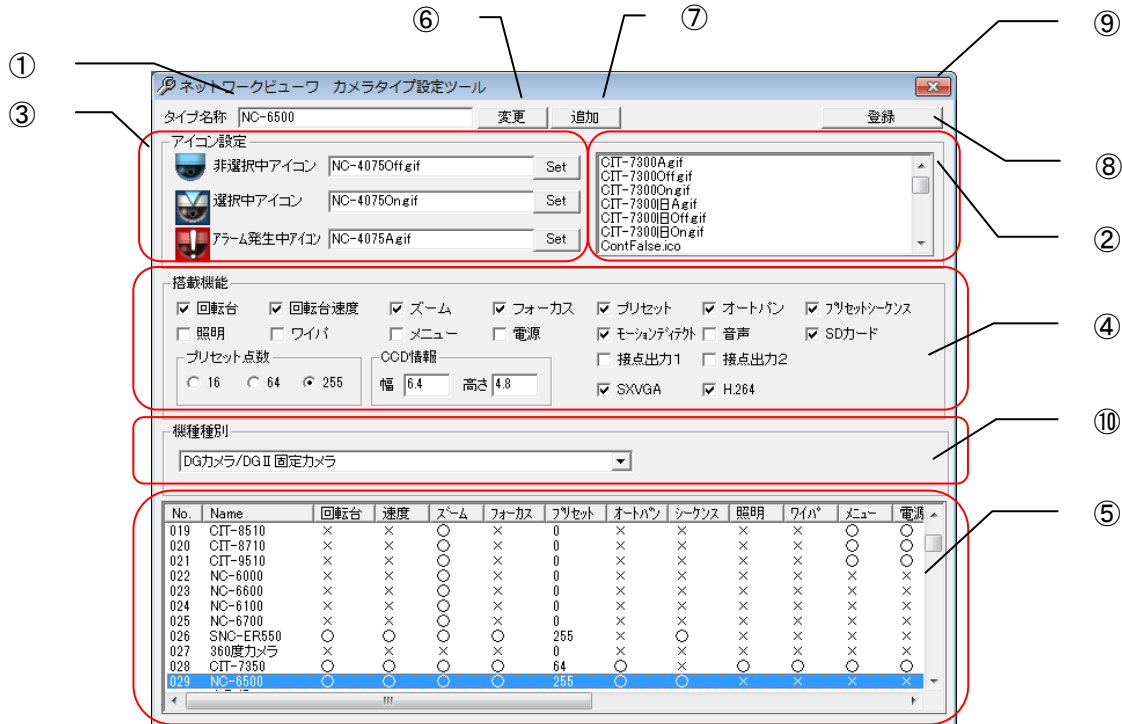 ⑥ ⑦ ⑨
①
ネットワークビューワ カメラタイプ設定ツール
③
タイプ名称 NC-6500 変更 追加 登録
アイコン設定
⑧
非選択中アイコン NC-4075Off.gif Set
選択中アイコン NC-4075On.gif Set
アラーム発生中アイコン NC-4075A.gif Set
CIT-7300A.gif
CIT-7300Off.gif
CIT-7300On.gif
CIT-7300旧A.gif
CIT-7300旧Off.gif
CIT-7300旧On.gif
ContFalse.ico
②
搭載機能
回転台 回転台速度 ズーム フォーカス プリセット オートパン プリセットシーケンス
照明 ワイパ メニュー 電源 モーションディテクト 音声 SDカード
④
プリセット点数 CCD情報 接点出力1 接点出力2
16 64 255 幅 6.4 高さ 4.8 SXVGA H.264
機種種別
⑩
DGカメラ/DGⅡ固定カメラ
No. Name 回転台 速度 ズーム フォーカス プリセット オートパン シーケンス 照明 ワイパ メニュー 電源
⑤
019 CIT-8510 × × ○ × 0 × × × × ○ ○
020 CIT-8710 × × ○ × 0 × × × × ○ ○
021 CIT-9510 × × ○ × 0 × × × × ○ ○
022 NC-6000 × × ○ × 0 × × × × × ×
023 NC-6600 × × ○ × 0 × × × × × ×
024 NC-6100 × × ○ × 0 × × × × × ×
025 NC-6700 × × ○ × 0 × × × × × ×
026 SNC-ER550 ○ ○ ○ ○ 255 × ○ × × × ×
027 360度カメラ × × × × 0 × × × × × ×
028 CIT-7350 ○ ○ ○ ○ 64 ○ × ○ ○ ○ ○
029 NC-6500 ○ ○ ○ ○ 255 ○ ○ × × × ×